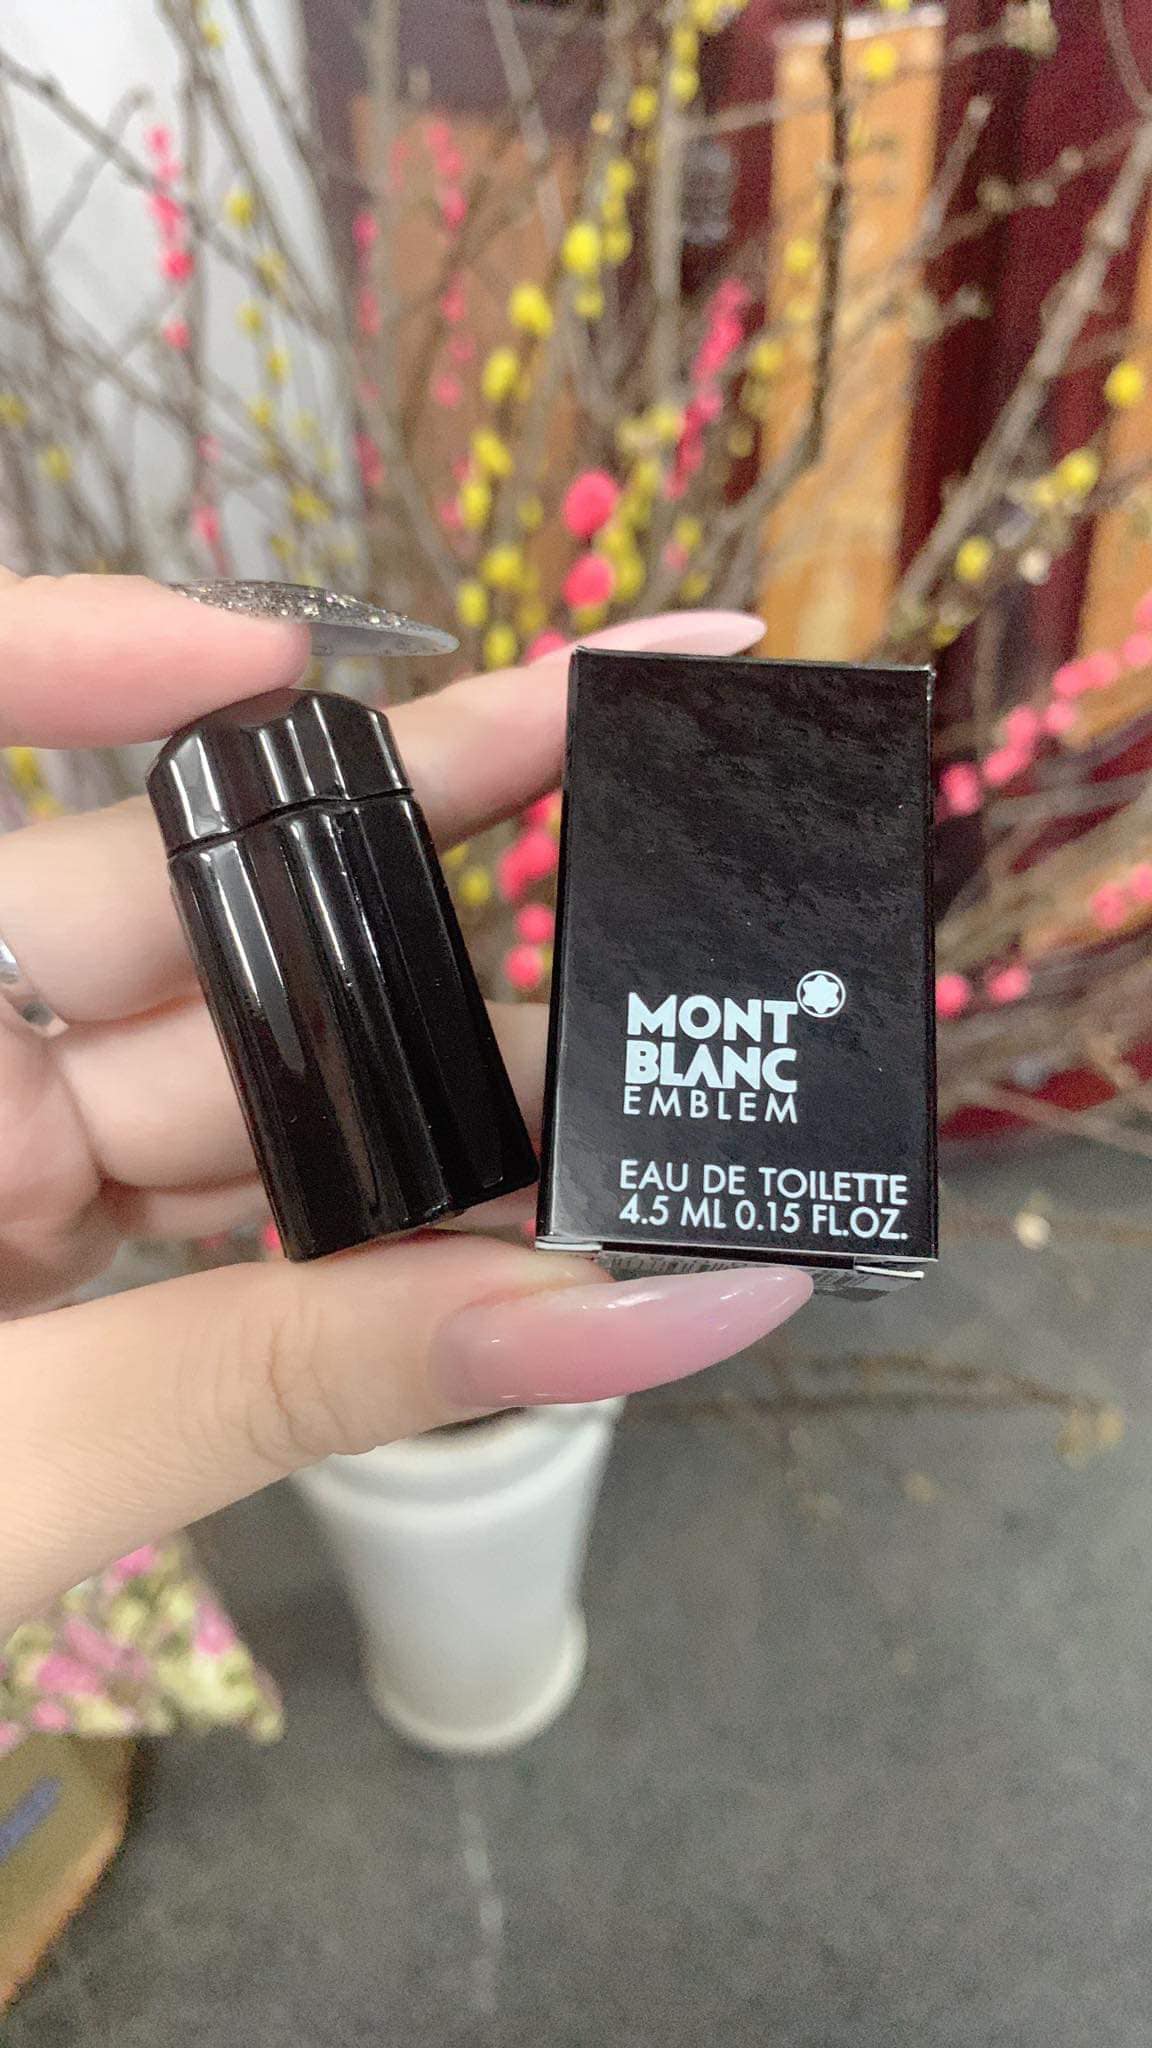 MONT
BLANC
EMBLEM
EAU DE TOILETTE
4.5 ML 0.15 FL.OZ.